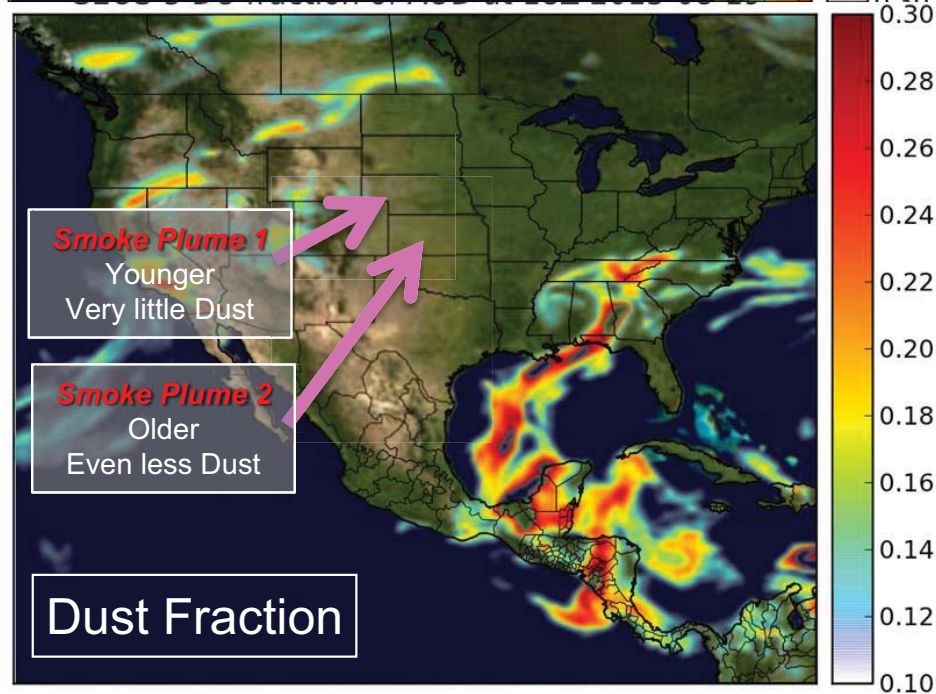 0.30
0.28
0.26
0.24
0.22
0.20
0.18
0.16
0.14
0.12
0.10
Smoke Plume 1
Younger
Very little Dust
Smoke Plume 2
Older
Even less Dust
Dust Fraction